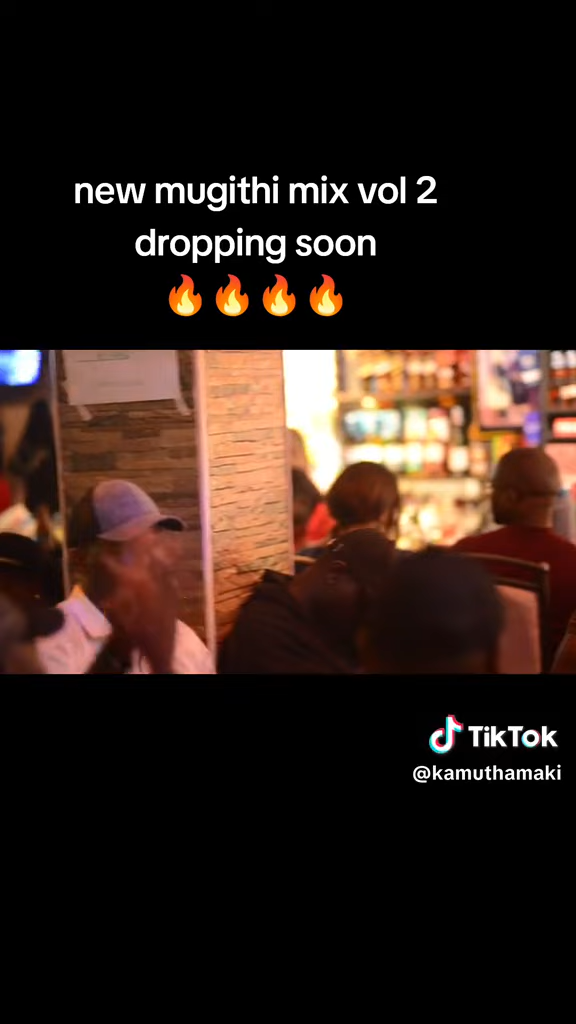 new mugithi mix vol 2
dropping soon
🔥🔥🔥🔥
TikTok
@kamuthamaki